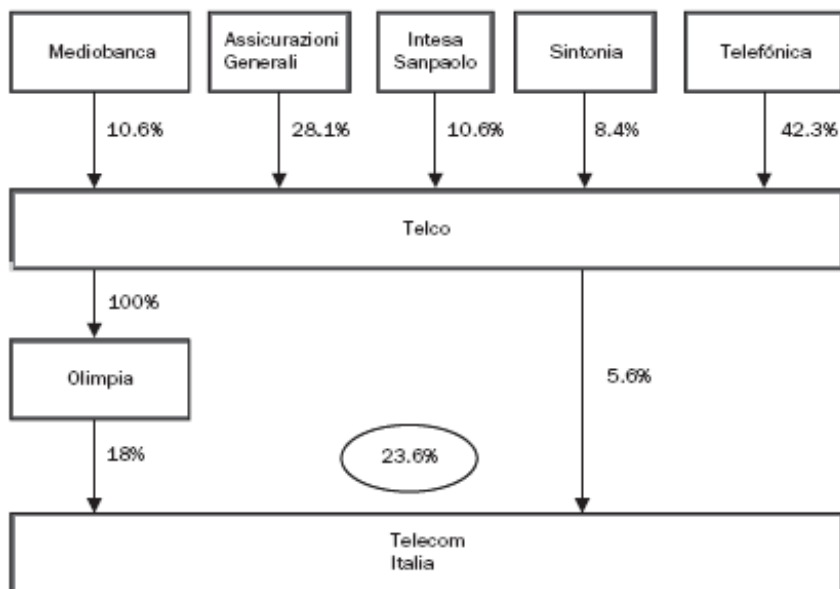 Mediobanca
Assicurazioni
Generali
Intesa
Sanpaolo
Sintonia
Telefónica
10.6%
28.1%
10.6%
8.4%
42.3%
Telco
100%
Olimpia
5.6%
18%
23.6%
Telecom
Italia